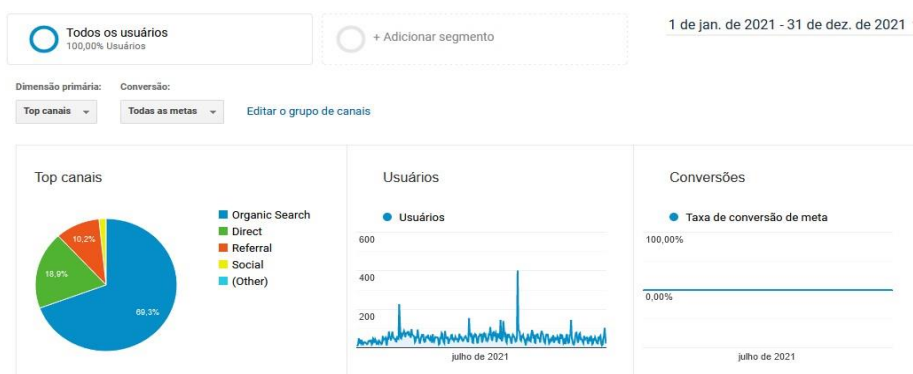 Todos os usuários
100,00% Usuários
+ Adicionar segmento
1 de jan. de 2021 - 31 de dez. de 2021
Dimensão primária:
Conversão:
Top canais
Todas as metas
Editar o grupo de canais
Top canais
Organic Search
Direct
Referral
Social
(Other)
10,2%
18,9%
69,3%
Usuários
Usuários
600
400
200
julho de 2021
Conversões
Taxa de conversão de meta
100,00%
0,00%
julho de 2021